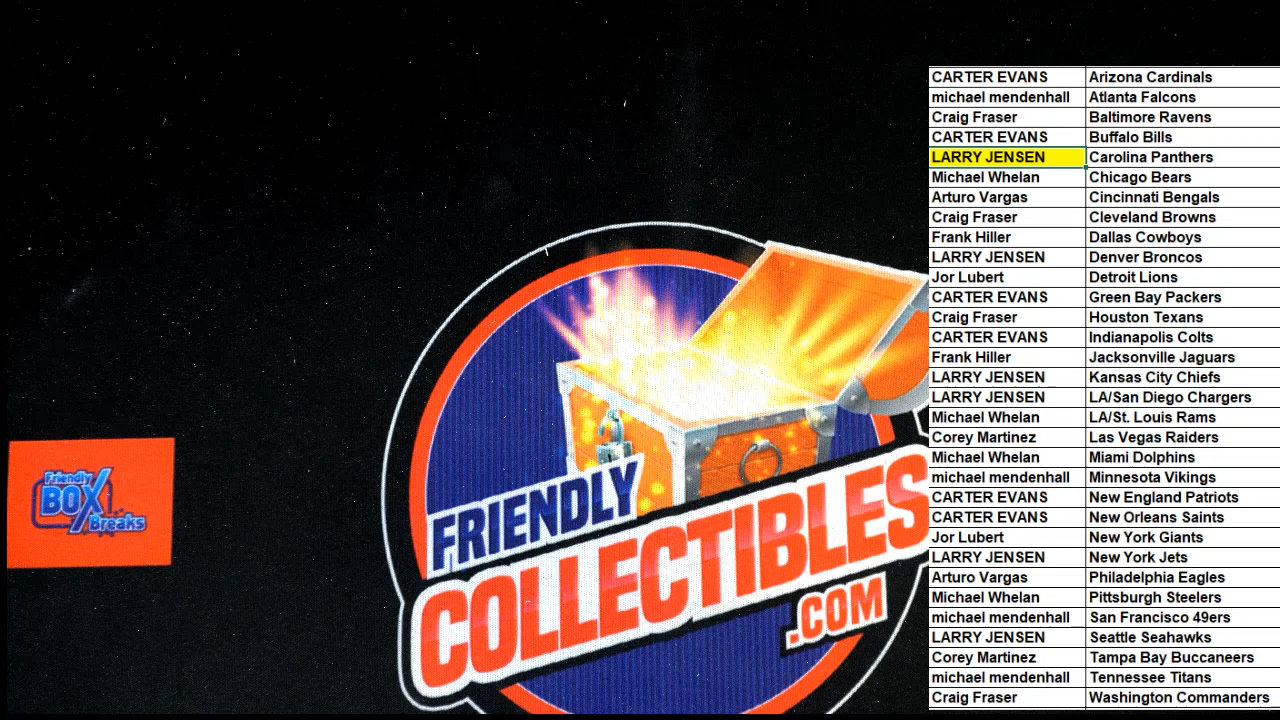 CARTER EVANS Arizona Cardinals
michael mendenhall Atlanta Falcons
Craig Fraser Baltimore Ravens
CARTER EVANS Buffalo Bills
LARRY JENSEN Carolina Panthers
Michael Whelan Chicago Bears
Arturo Vargas Cincinnati Bengals
Craig Fraser Cleveland Browns
Frank Hiller Dallas Cowboys
LARRY JENSEN Denver Broncos
Jor Lubert Detroit Lions
CARTER EVANS Green Bay Packers
Craig Fraser Houston Texans
CARTER EVANS Indianapolis Colts
Frank Hiller Jacksonville Jaguars
LARRY JENSEN Kansas City Chiefs
LARRY JENSEN LA/San Diego Chargers
Michael Whelan LA/St. Louis Rams
Corey Martinez Las Vegas Raiders
Michael Whelan Miami Dolphins
michael mendenhall Minnesota Vikings
CARTER EVANS New England Patriots
CARTER EVANS New Orleans Saints
Jor Lubert New York Giants
LARRY JENSEN New York Jets
Arturo Vargas Philadelphia Eagles
Michael Whelan Pittsburgh Steelers
michael mendenhall San Francisco 49ers
LARRY JENSEN Seattle Seahawks
Corey Martinez Tampa Bay Buccaneers
michael mendenhall Tennessee Titans
Craig Fraser Washington Commanders
Friendly
BOX
Breaks
FRIENDLY
COLLECTIBLES
.COM